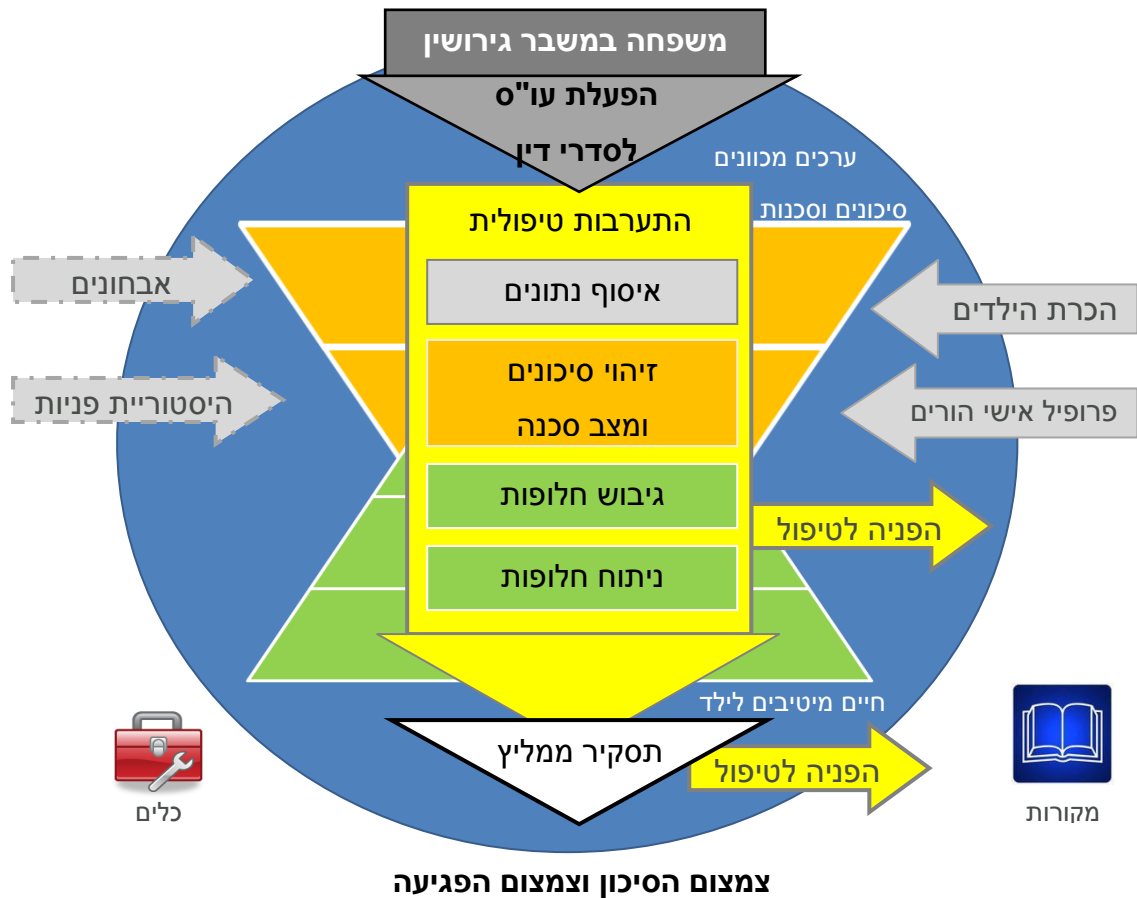 משפחה במשבר גירושין
הפעלת עו"ס
לסדרי דין
ערכים מכוונים
סיכונים וסכנות
התערבות טיפולית
אבחונים
איסוף נתונים
הכרת הילדים
זיהוי סיכונים
ומצב סכנה
היסטוריית פניות
פרופיל אישי הורים
גיבוש חלופות
הפניה לטיפול
ניתוח חלופות
חיים מיטיבים לילד
תסקיר ממליץ
הפניה לטיפול
כלים
מקורות
צמצום הסיכון וצמצום הפגיעה